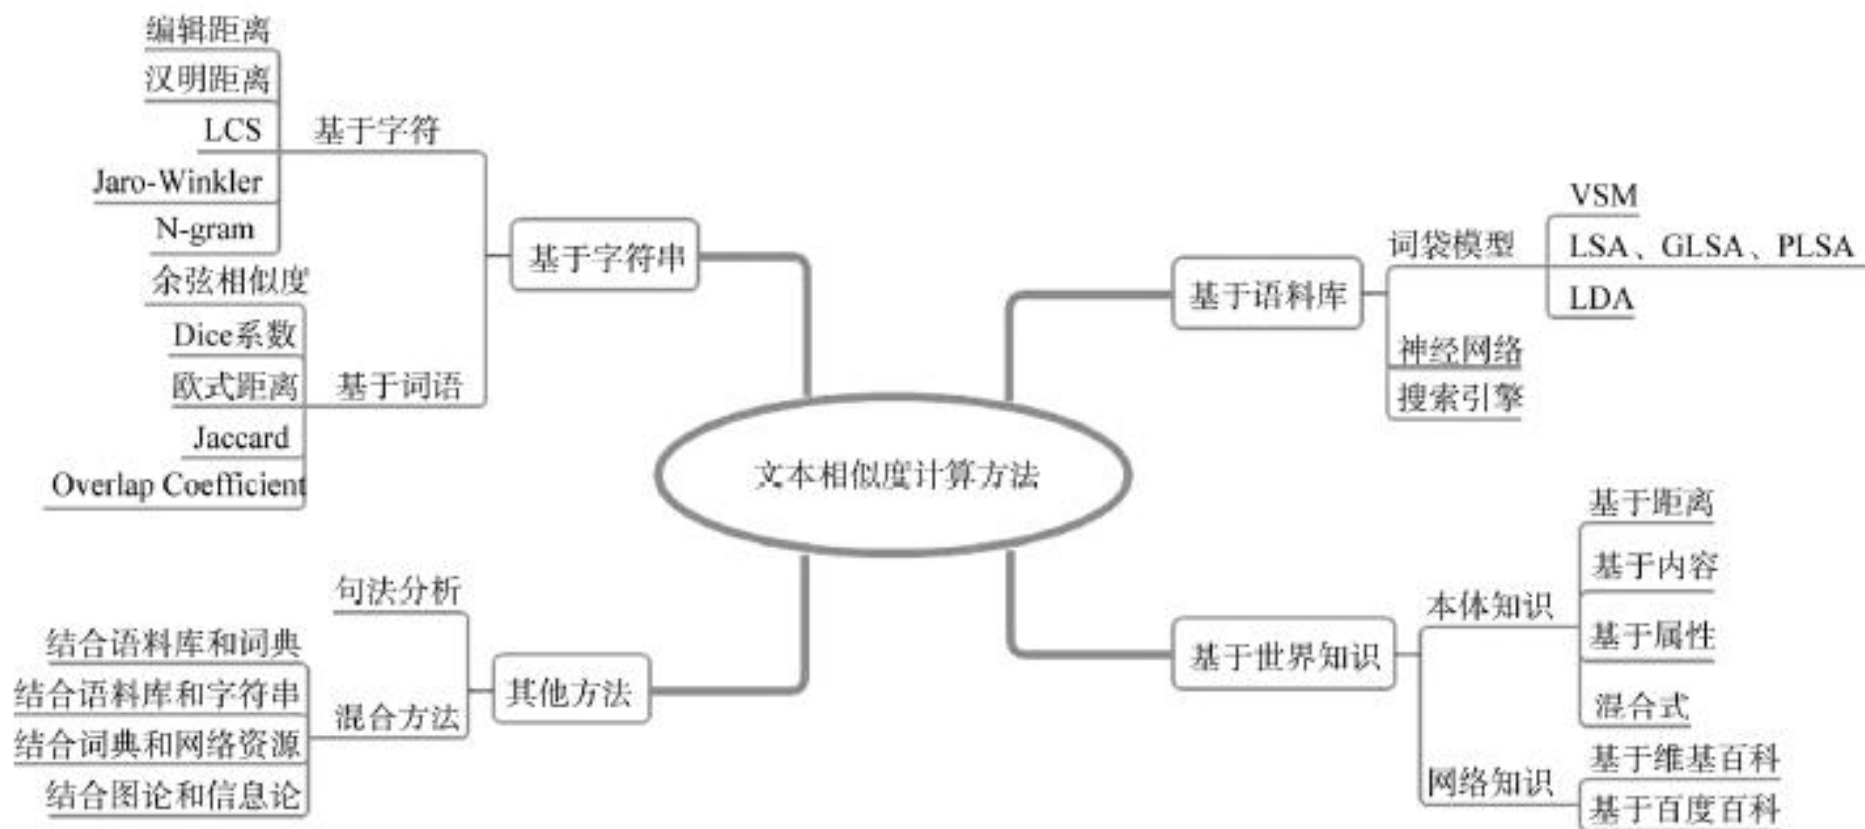 编辑距离
汉明距离
LCS
Jaro-Winkler
N-gram
基于字符
余弦相似度
Dice系数
欧式距离
Jaccard
Overlap Coefficient
基于词语
基于字符串
文本相似度计算方法
基于语料库
词袋模型
VSM
LSA、GLSA、PLSA
LDA
神经网络
搜索引擎
基于世界知识
本体知识
基于距离
基于内容
基于属性
混合式
网络知识
基于维基百科
基于百度百科
其他方法
句法分析
混合方法
结合语料库和词典
结合语料库和字符串
结合词典和网络资源
结合图论和信息论